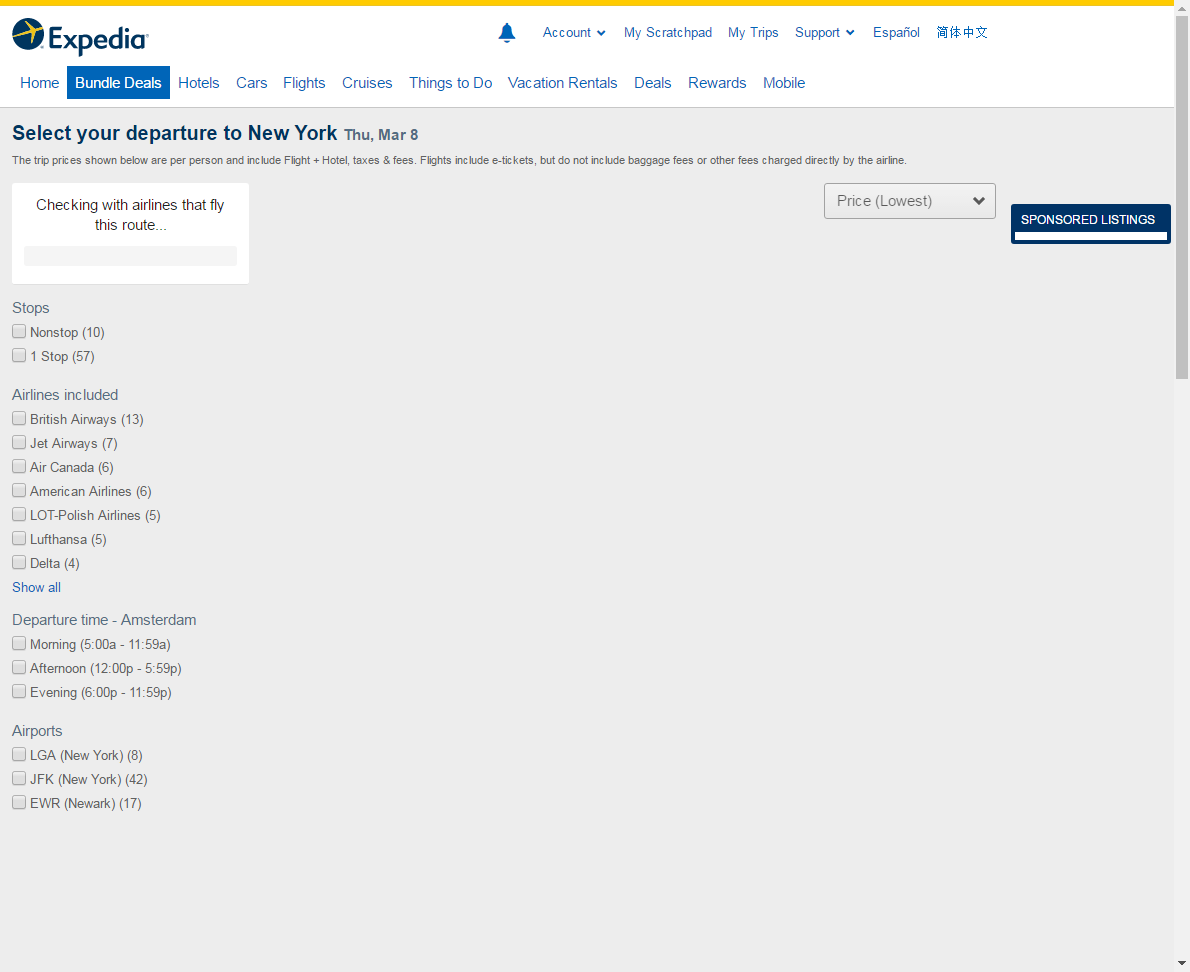 Expedia
Account
My Scratchpad
My Trips
Support
Español
简体中文
Home
Bundle Deals
Hotels
Cars
Flights
Cruises
Things to Do
Vacation Rentals
Deals
Rewards
Mobile
Select your departure to New York Thu, Mar 8
The trip prices shown below are per person and include Flight + Hotel, taxes & fees. Flights include e-tickets, but do not include baggage fees or other fees charged directly by the airline.
Checking with airlines that fly
this route...
Price (Lowest)
SPONSORED LISTINGS
Stops
Nonstop (10)
1 Stop (57)
Airlines included
British Airways (13)
Jet Airways (7)
Air Canada (6)
American Airlines (6)
LOT-Polish Airlines (5)
Lufthansa (5)
Delta (4)
Show all
Departure time - Amsterdam
Morning (5:00a - 11:59a)
Afternoon (12:00p - 5:59p)
Evening (6:00p - 11:59p)
Airports
LGA (New York) (8)
JFK (New York) (42)
EWR (Newark) (17)